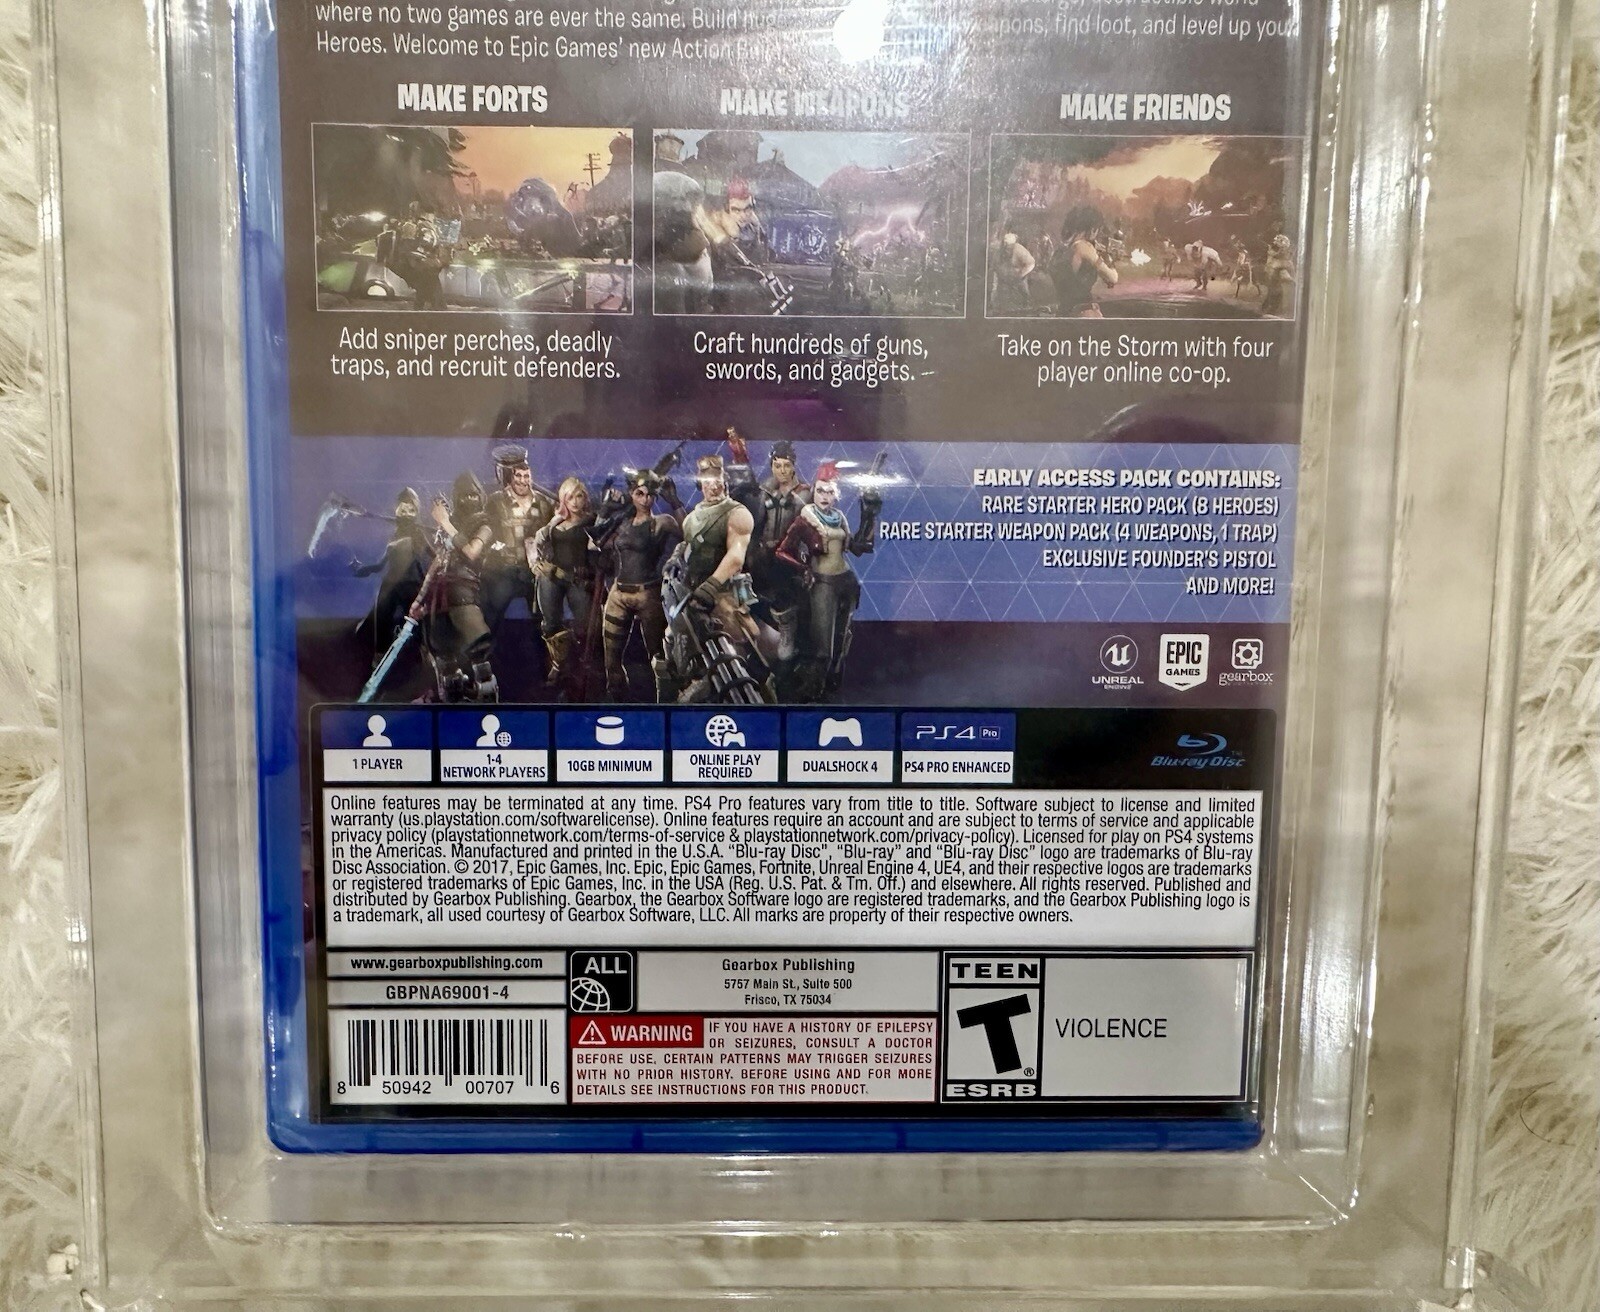 where no two games are ever the same. Build
weapons, find loot, and level up your
Heroes. Welcome to Epic Games' new Action
MAKE FORTS
MAKE WEAPONS
MAKE FRIENDS
Add sniper perches, deadly
traps, and recruit defenders.
Craft hundreds of guns,
swords, and gadgets.
Take on the Storm with four
player online co-op.
EARLY ACCESS PACK CONTAINS:
RARE STARTER HERO PACK (8 HEROES)
RARE STARTER WEAPON PACK (4 WEAPONS, 1 TRAP)
EXCLUSIVE FOUNDER'S PISTOL
AND MORE!
UNREAL
ENGINE
EPIC
GAMES
gearbox
PS4 Pro
1 PLAYER
1-4
NETWORK PLAYERS
10GB MINIMUM
ONLINE PLAY
REQUIRED
DUALSHOCK 4
PS4 PRO ENHANCED
Blu-ray Disc™
Online features may be terminated at any time. PS4 Pro features vary from title to title. Software subject to license and limited
warranty (us.playstation.com/softwarelicense). Online features require an account and are subject to terms of service and applicable
privacy policy (playstationnetwork.com/terms-of-service & playstationnetwork.com/privacy-policy). Licensed for play on PS4 systems
in the Americas. Manufactured and printed in the U.S.A. “Blu-ray Disc”, “Blu-ray” and “Blu-ray Disc” logo are trademarks of Blu-ray
Disc Association. © 2017, Epic Games, Inc. Epic, Epic Games, Fortnite, Unreal Engine 4, UE4, and their respective logos are trademarks
or registered trademarks of Epic Games, Inc. in the USA (Reg. U.S. Pat. & Tm. Off.) and elsewhere. All rights reserved. Published and
distributed by Gearbox Publishing. Gearbox, the Gearbox Software logo are registered trademarks, and the Gearbox Publishing logo is
a trademark, all used courtesy of Gearbox Software, LLC. All marks are property of their respective owners.
www.gearboxpublishing.com
GBPNA69001-4
ALL
Gearbox Publishing
5757 Main St., Suite 500
Frisco, TX 75034
WARNING IF YOU HAVE A HISTORY OF EPILEPSY
OR SEIZURES, CONSULT A DOCTOR
BEFORE USE. CERTAIN PATTERNS MAY TRIGGER SEIZURES
WITH NO PRIOR HISTORY. BEFORE USING AND FOR MORE
DETAILS SEE INSTRUCTIONS FOR THIS PRODUCT.
8 50942 00707 6
TEEN
T®
ESRB
VIOLENCE